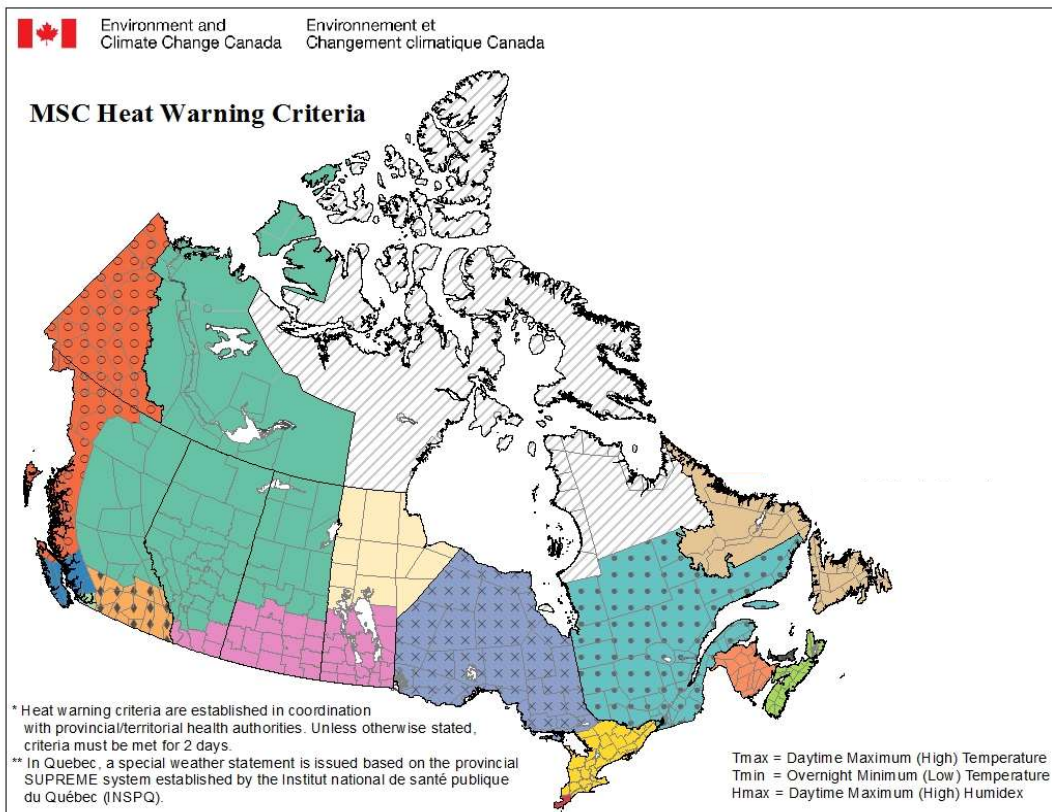 Environment and
Climate Change Canada
Environnement et
Changement climatique Canada
MSC Heat Warning Criteria
* Heat warning criteria are established in coordination
with provincial/territorial health authorities. Unless otherwise stated,
criteria must be met for 2 days.
** In Quebec, a special weather statement is issued based on the provincial
SUPREME system established by the Institut national de santé publique
du Québec (INSPQ).
Tmax = Daytime Maximum (High) Temperature
Tmin = Overnight Minimum (Low) Temperature
Hmax = Daytime Maximum (High) Humidex